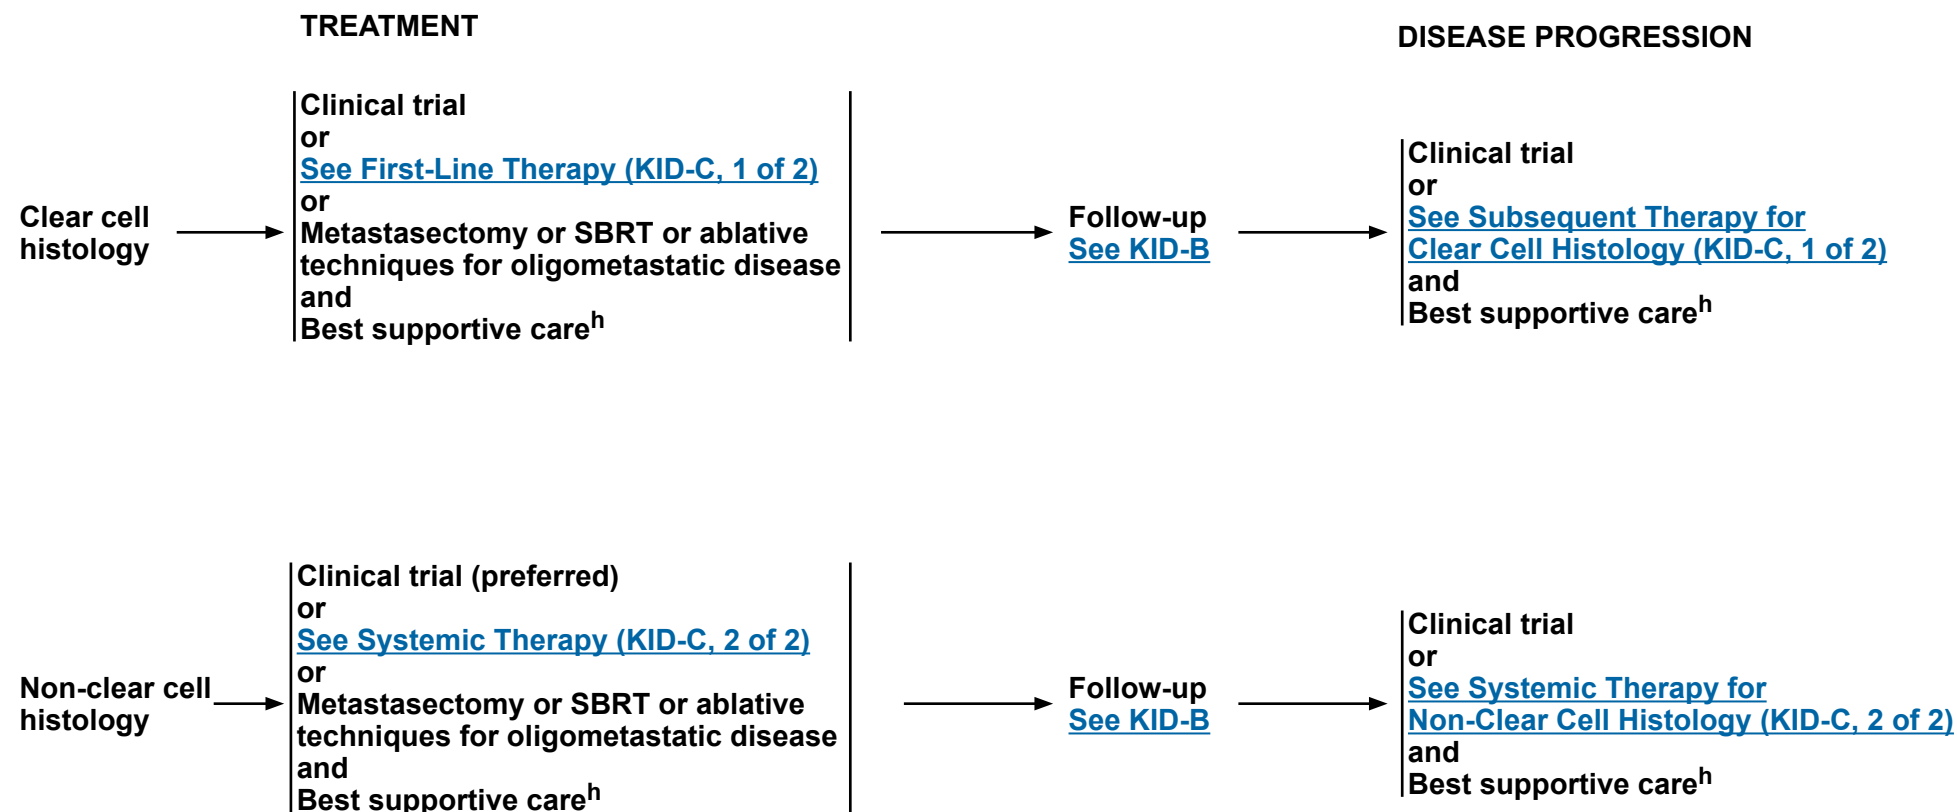 TREATMENT
DISEASE PROGRESSION
Clear cell
histology
Clinical trial
or
See First-Line Therapy (KID-C, 1 of 2)
or
Metastasectomy or SBRT or ablative
techniques for oligometastatic disease
and
Best supportive careh
Follow-up
See KID-B
Clinical trial
or
See Subsequent Therapy for
Clear Cell Histology (KID-C, 1 of 2)
and
Best supportive careh
Non-clear cell
histology
Clinical trial (preferred)
or
See Systemic Therapy (KID-C, 2 of 2)
or
Metastasectomy or SBRT or ablative
techniques for oligometastatic disease
and
Best supportive careh
Follow-up
See KID-B
Clinical trial
or
See Systemic Therapy for
Non-Clear Cell Histology (KID-C, 2 of 2)
and
Best supportive careh